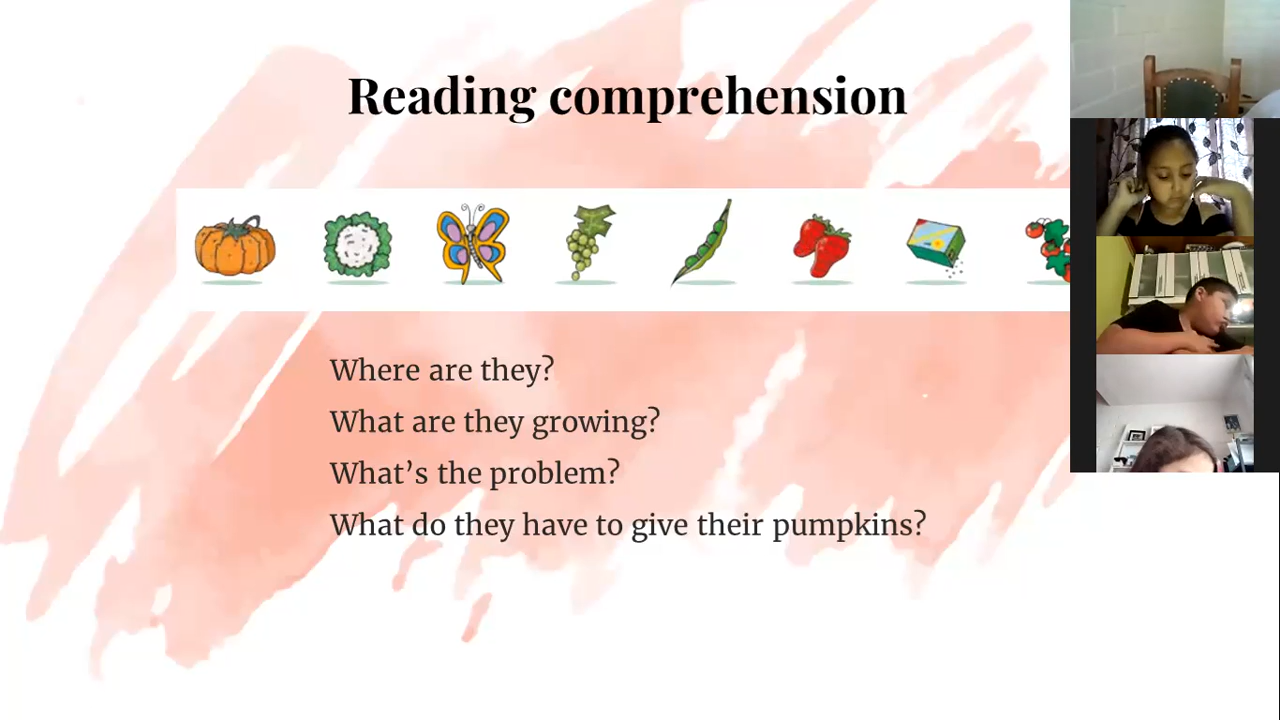 Reading comprehension
Where are they?
What are they growing?
What’s the problem?
What do they have to give their pumpkins?